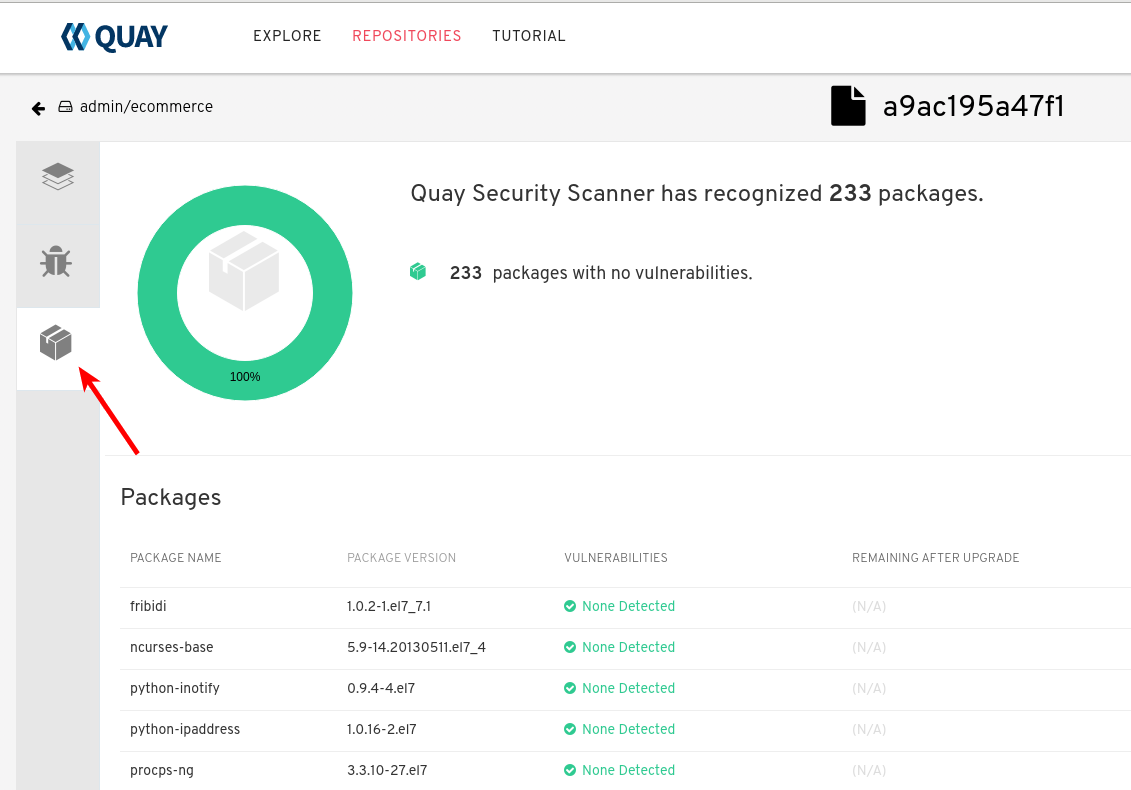 QUAY EXPLORE REPOSITORIES TUTORIAL
admin/ecommerce a9ac195a47f1
Quay Security Scanner has recognized 233 packages.
233 packages with no vulnerabilities.
100%
Packages
PACKAGE NAME PACKAGE VERSION VULNERABILITIES REMAINING AFTER UPGRADE
fribidi 1.0.2-1.el7_7.1 None Detected (N/A)
ncurses-base 5.9-14.20130511.el7_4 None Detected (N/A)
python-inotify 0.9.4-4.el7 None Detected (N/A)
python-ipaddress 1.0.16-2.el7 None Detected (N/A)
procps-ng 3.3.10-27.el7 None Detected (N/A)